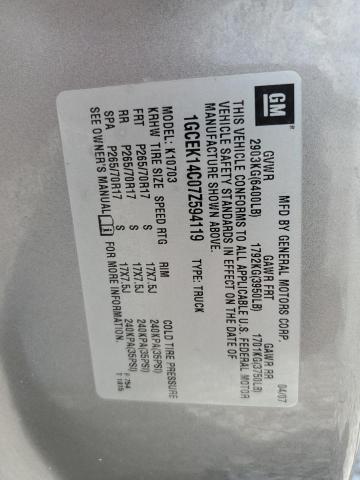 GM
MFD BY GENERAL MOTORS CORP. 04/07
GVWR GAWR FRT GAWR RR
2903KG(6400LB) 1792KG(3950LB) 1701KG(3750LB)
THIS VEHICLE CONFORMS TO ALL APPLICABLE U.S. FEDERAL MOTOR
VEHICLE SAFETY STANDARDS IN EFFECT ON THE DATE OF
MANUFACTURE SHOWN ABOVE.
1GCEK14C07Z594119 TYPE: TRUCK
MODEL: K10703
KRHW TIRE SIZE SPEED RTG RIM COLD TIRE PRESSURE
FRT P265/70R17 S 17X7.5J 240KPA(35PSI)
RR P265/70R17 S 17X7.5J 240KPA(35PSI)
SPA P265/70R17 S 17X7.5J 240KPA(35PSI)
SEE OWNER'S MANUAL FOR MORE INFORMATION.